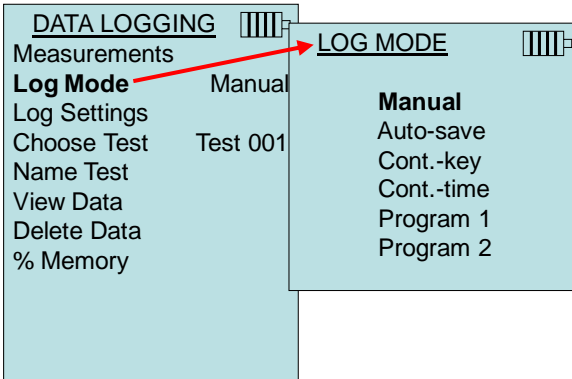 DATA LOGGING
Measurements
Log Mode Manual
Log Settings
Choose Test Test 001
Name Test
View Data
Delete Data
% Memory
LOG MODE
Manual
Auto-save
Cont.-key
Cont.-time
Program 1
Program 2